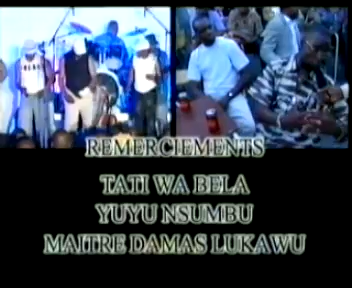 REMERCIEMENTS
TATI WA BELA
YUYU NSUMBU
MAITRE DAMAS LUKAWU